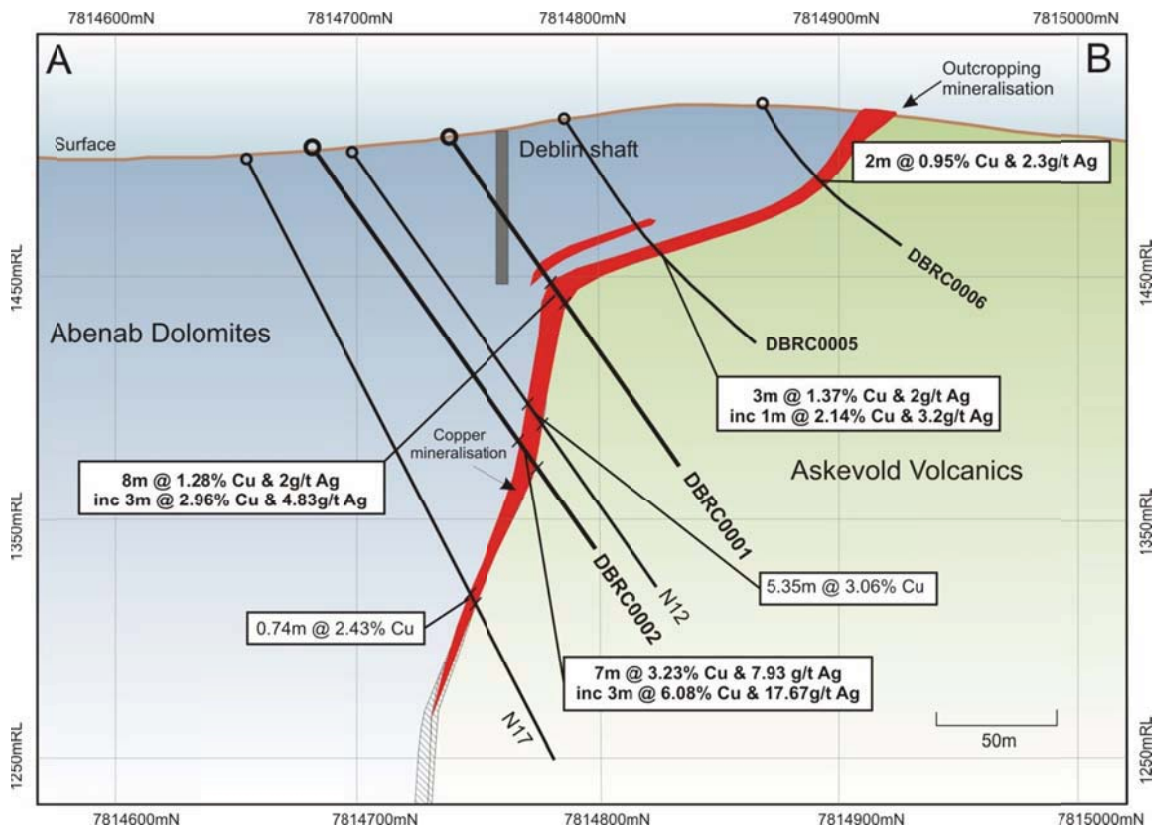 7814600mN 7814700mN 7814800mN 7814900mN 7815000mN
A
B
Outcropping
mineralisation
Surface
Deblin shaft
2m @ 0.95% Cu & 2.3g/t Ag
1450mRL
1450mRL
DBRC0006
Abenab Dolomites
DBRC0005
3m @ 1.37% Cu & 2g/t Ag
inc 1m @ 2.14% Cu & 3.2g/t Ag
Copper
mineralisation
8m @ 1.28% Cu & 2g/t Ag
inc 3m @ 2.96% Cu & 4.83g/t Ag
Askevold Volcanics
DBRC0001
1350mRL
1350mRL
DBRC0002
N12
5.35m @ 3.06% Cu
0.74m @ 2.43% Cu
7m @ 3.23% Cu & 7.93 g/t Ag
inc 3m @ 6.08% Cu & 17.67g/t Ag
N17
50m
1250mRL
1250mRL
7814600mN 7814700mN 7814800mN 7814900mN 7815000mN